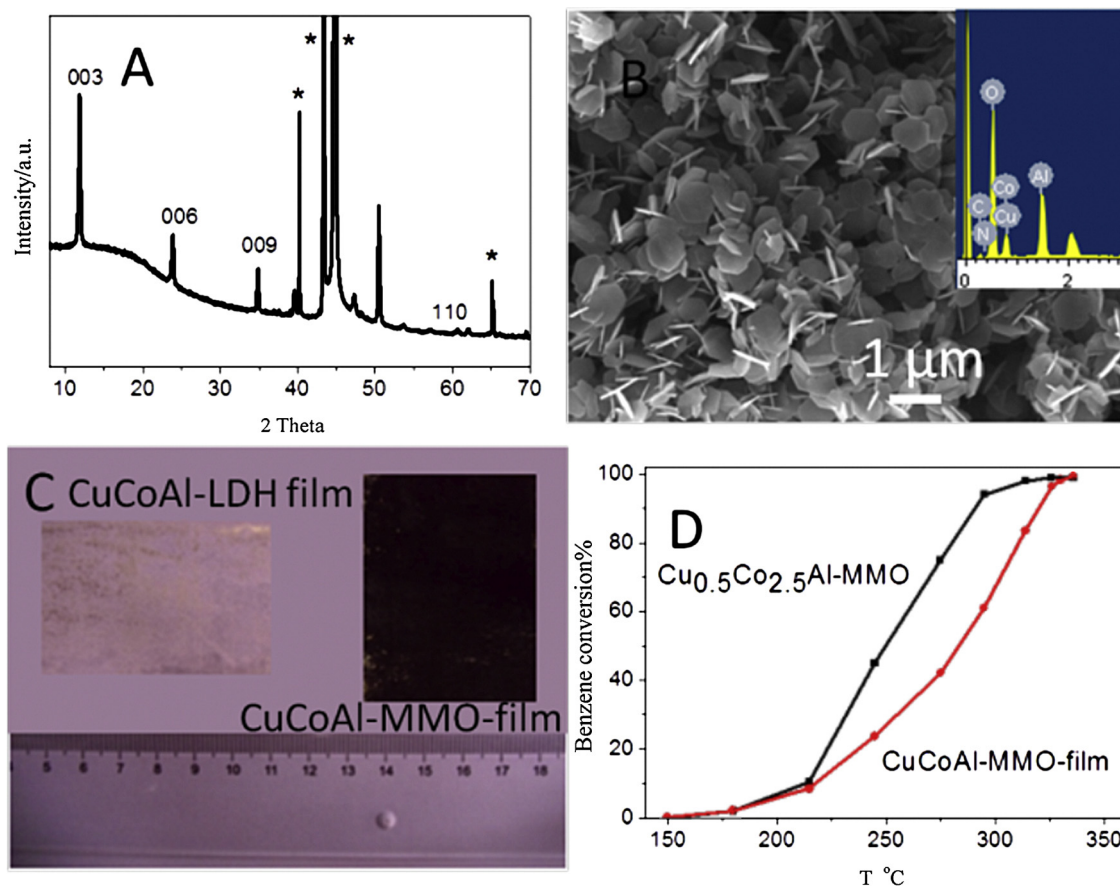 A
003
006
009
110
*
*
*
*
Intensity/a.u.
10 20 30 40 50 60 70
2 Theta
B
O
C
N
Co
Cu
Al
0 2
1 μm
C CuCoAl-LDH film
CuCoAl-MMO-film
5 6 7 8 9 10 11 12 13 14 15 16 17 18
D
Cu0.5Co2.5Al-MMO
CuCoAl-MMO-film
Benzene conversion%
100
80
60
40
20
0
150 200 250 300 350
T °C